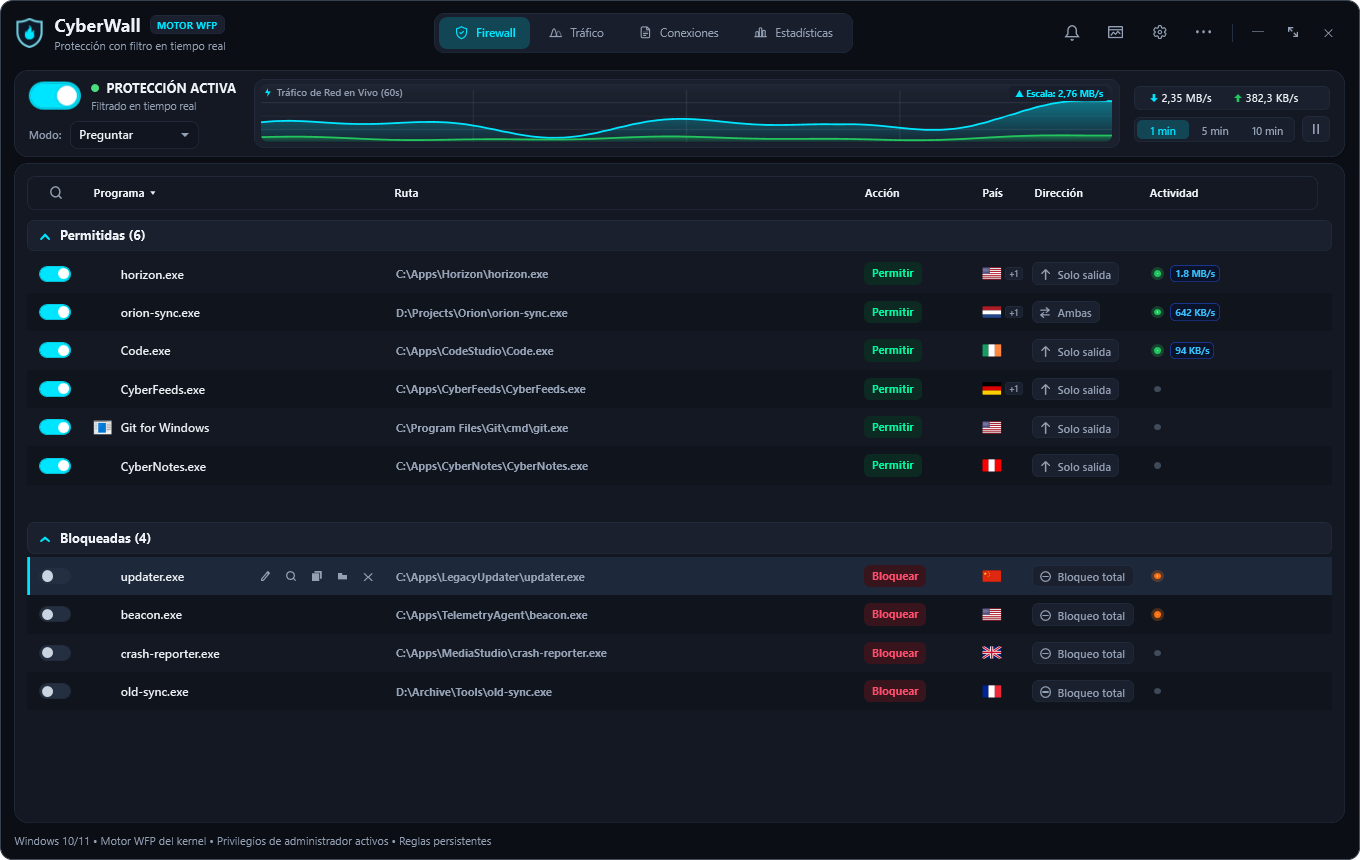 CyberWall MOTOR WFP
Protección con filtro en tiempo real
Firewall Tráfico Conexiones Estadísticas
PROTECCIÓN ACTIVA
Filtrado en tiempo real
Modo: Preguntar
Tráfico de Red en Vivo (60s)
Escala: 2,76 MB/s
2,35 MB/s 382,3 KB/s
1 min 5 min 10 min
Programa Ruta Acción País Dirección Actividad
Permitidas (6)
horizon.exe C:\Apps\Horizon\horizon.exe Permitir +1 Solo salida 1.8 MB/s
orion-sync.exe D:\Projects\Orion\orion-sync.exe Permitir +1 Ambas 642 KB/s
Code.exe C:\Apps\CodeStudio\Code.exe Permitir Solo salida 94 KB/s
CyberFeeds.exe C:\Apps\CyberFeeds\CyberFeeds.exe Permitir +1 Solo salida
Git for Windows C:\Program Files\Git\cmd\git.exe Permitir Solo salida
CyberNotes.exe C:\Apps\CyberNotes\CyberNotes.exe Permitir Solo salida
Bloqueadas (4)
updater.exe C:\Apps\LegacyUpdater\updater.exe Bloquear Bloqueo total
beacon.exe C:\Apps\TelemetryAgent\beacon.exe Bloquear Bloqueo total
crash-reporter.exe C:\Apps\MediaStudio\crash-reporter.exe Bloquear Bloqueo total
old-sync.exe D:\Archive\Tools\old-sync.exe Bloquear Bloqueo total
Windows 10/11 • Motor WFP del kernel • Privilegios de administrador activos • Reglas persistentes